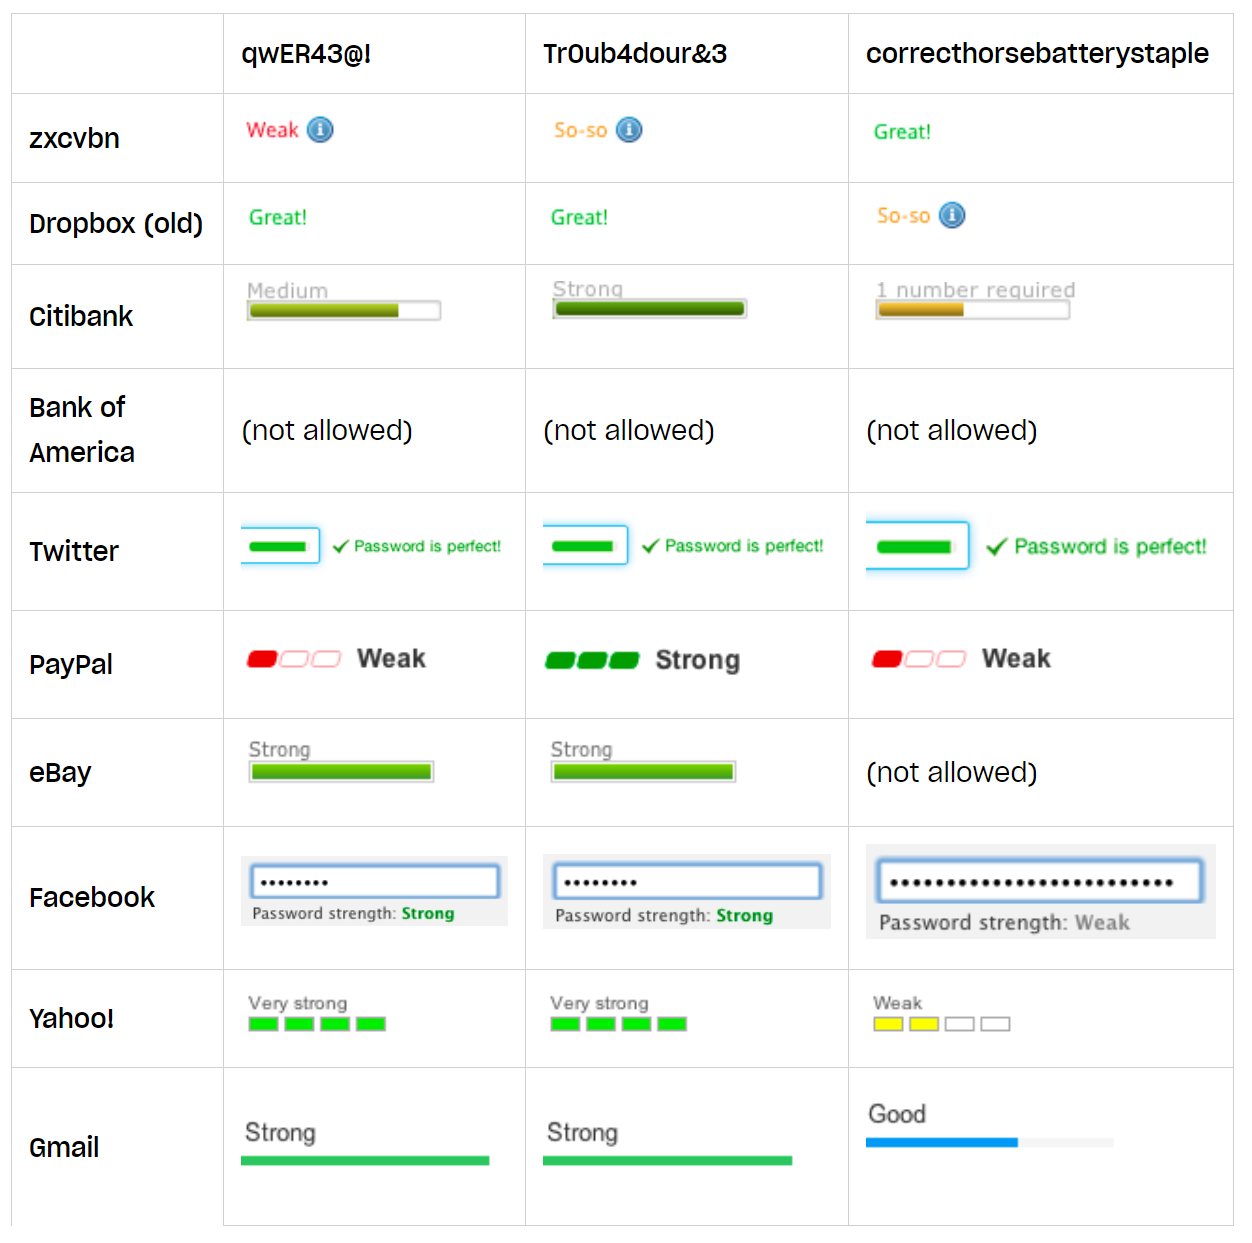 qwER43@! Tr0ub4dour&3 correcthorsebatterystaple
zxcvbn Weak So-so Great!
Dropbox (old) Great! Great! So-so
Citibank Medium Strong 1 number required
Bank of
America (not allowed) (not allowed) (not allowed)
Twitter Password is perfect! Password is perfect! Password is perfect!
PayPal Weak Strong Weak
eBay Strong Strong (not allowed)
Facebook Password strength: Strong Password strength: Strong Password strength: Weak
Yahoo! Very strong Very strong Weak
Gmail Strong Strong Good